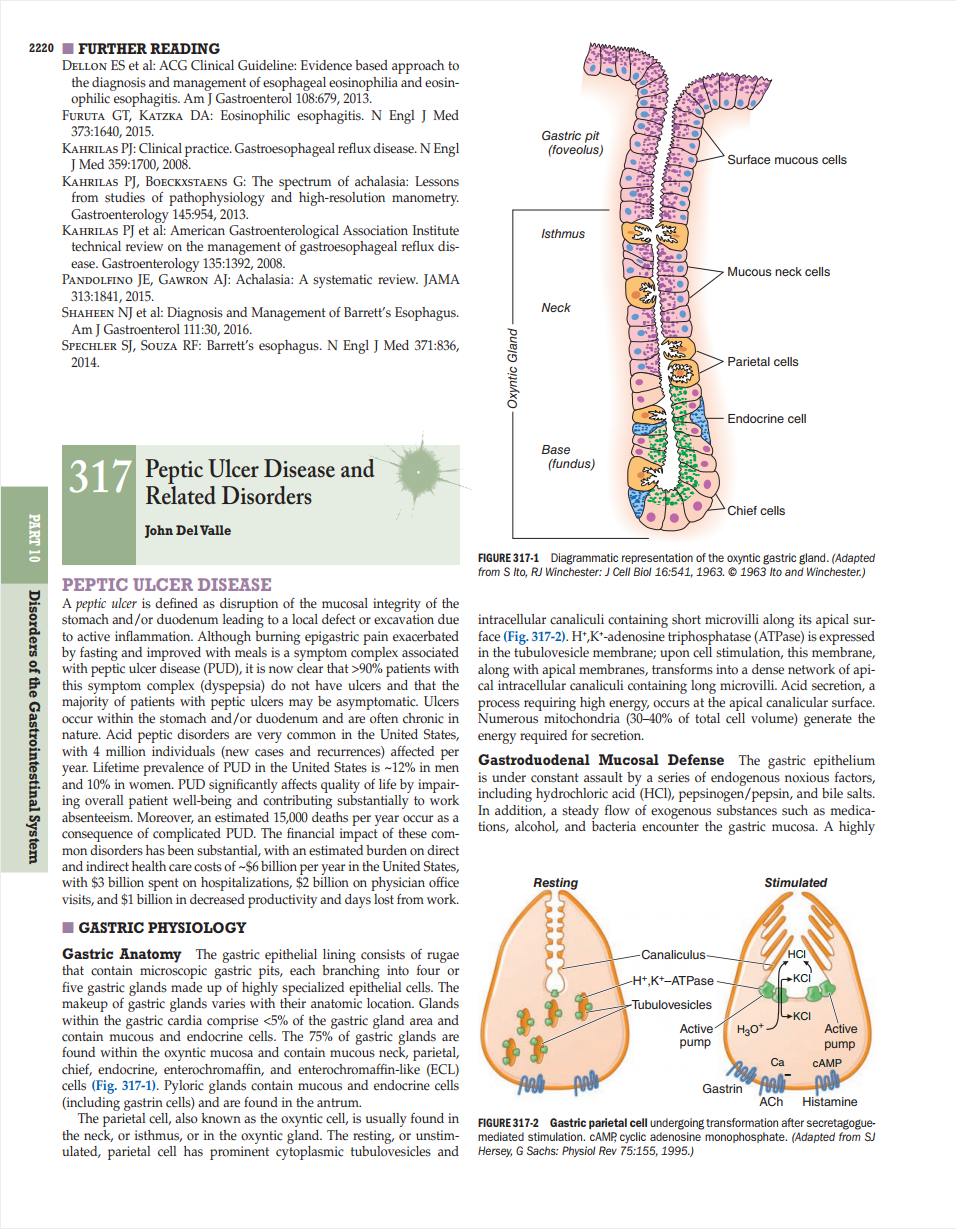 2220 ■ FURTHER READING
Dellon ES et al: ACG Clinical Guideline: Evidence based approach to
the diagnosis and management of esophageal eosinophilia and eosin-
ophilic esophagitis. Am J Gastroenterol 108:679, 2013.
Furuta GT, Katzka DA: Eosinophilic esophagitis. N Engl J Med
373:1640, 2015.
Kahrilas PJ: Clinical practice. Gastroesophageal reflux disease. N Engl
J Med 359:1700, 2008.
Kahrilas PJ, Boeckxstaens G: The spectrum of achalasia: Lessons
from studies of pathophysiology and high-resolution manometry.
Gastroenterology 145:954, 2013.
Kahrilas PJ et al: American Gastroenterological Association Institute
technical review on the management of gastroesophageal reflux dis-
ease. Gastroenterology 135:1392, 2008.
Pandolfino JE, Gawron AJ: Achalasia: A systematic review. JAMA
313:1841, 2015.
Shaheen NJ et al: Diagnosis and Management of Barrett's Esophagus.
Am J Gastroenterol 111:30, 2016.
Spechler SJ, Souza RF: Barrett's esophagus. N Engl J Med 371:836,
2014.
317 Peptic Ulcer Disease and
Related Disorders
John Del Valle
PART 10
Disorders of the Gastrointestinal System
PEPTIC ULCER DISEASE
A peptic ulcer is defined as disruption of the mucosal integrity of the
stomach and/or duodenum leading to a local defect or excavation due
to active inflammation. Although burning epigastric pain exacerbated
by fasting and improved with meals is a symptom complex associated
with peptic ulcer disease (PUD), it is now clear that >90% patients with
this symptom complex (dyspepsia) do not have ulcers and that the
majority of patients with peptic ulcers may be asymptomatic. Ulcers
occur within the stomach and/or duodenum and are often chronic in
nature. Acid peptic disorders are very common in the United States,
with 4 million individuals (new cases and recurrences) affected per
year. Lifetime prevalence of PUD in the United States is ~12% in men
and 10% in women. PUD significantly affects quality of life by impair-
ing overall patient well-being and contributing substantially to work
absenteeism. Moreover, an estimated 15,000 deaths per year occur as a
consequence of complicated PUD. The financial impact of these com-
mon disorders has been substantial, with an estimated burden on direct
and indirect health care costs of ~$6 billion per year in the United States,
with $3 billion spent on hospitalizations, $2 billion on physician office
visits, and $1 billion in decreased productivity and days lost from work.
■ GASTRIC PHYSIOLOGY
Gastric Anatomy The gastric epithelial lining consists of rugae
that contain microscopic gastric pits, each branching into four or
five gastric glands made up of highly specialized epithelial cells. The
makeup of gastric glands varies with their anatomic location. Glands
within the gastric cardia comprise <5% of the gastric gland area and
contain mucous and endocrine cells. The 75% of gastric glands are
found within the oxyntic mucosa and contain mucous neck, parietal,
chief, endocrine, enterochromaffin, and enterochromaffin-like (ECL)
cells (Fig. 317-1). Pyloric glands contain mucous and endocrine cells
(including gastrin cells) and are found in the antrum.
The parietal cell, also known as the oxyntic cell, is usually found in
the neck, or isthmus, or in the oxyntic gland. The resting, or unstim-
ulated, parietal cell has prominent cytoplasmic tubulovesicles and
Gastric pit
(foveolus)
Surface mucous cells
Isthmus
Mucous neck cells
Neck
Parietal cells
Oxyntic Gland
Endocrine cell
Base
(fundus)
Chief cells
FIGURE 317-1 Diagrammatic representation of the oxyntic gastric gland. (Adapted
from S Ito, RJ Winchester: J Cell Biol 16:541, 1963. © 1963 Ito and Winchester.)
intracellular canaliculi containing short microvilli along its apical sur-
face (Fig. 317-2). H⁺,K⁺-adenosine triphosphatase (ATPase) is expressed
in the tubulovesicle membrane; upon cell stimulation, this membrane,
along with apical membranes, transforms into a dense network of api-
cal intracellular canaliculi containing long microvilli. Acid secretion, a
process requiring high energy, occurs at the apical canalicular surface.
Numerous mitochondria (30–40% of total cell volume) generate the
energy required for secretion.
Gastroduodenal Mucosal Defense The gastric epithelium
is under constant assault by a series of endogenous noxious factors,
including hydrochloric acid (HCl), pepsinogen/pepsin, and bile salts.
In addition, a steady flow of exogenous substances such as medica-
tions, alcohol, and bacteria encounter the gastric mucosa. A highly
Resting
Stimulated
Canaliculus
HCl
H⁺,K⁺–ATPase
KCl
Tubulovesicles
KCl
Active
pump
H₃O⁺
Active
pump
Ca
cAMP
Gastrin
ACh
Histamine
FIGURE 317-2 Gastric parietal cell undergoing transformation after secretagogue-
mediated stimulation. cAMP, cyclic adenosine monophosphate. (Adapted from SJ
Hersey, G Sachs: Physiol Rev 75:155, 1995.)